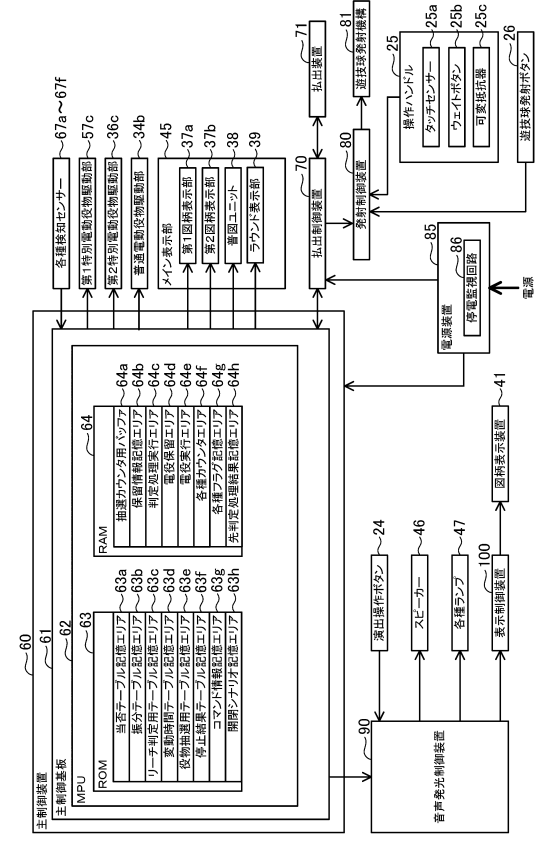 60
主制御装置
61
主制御基板
62
MPU
63
ROM
当否テーブル記憶エリア 63a
振分テーブル記憶エリア 63b
リーチ判定用テーブル記憶エリア 63c
変動時間テーブル記憶エリア 63d
役物抽選用テーブル記憶エリア 63e
停止結果テーブル記憶エリア 63f
コマンド情報記憶エリア 63g
開閉シナリオ記憶エリア 63h
64
RAM
抽選カウンタ用バッファ 64a
保留情報記憶エリア 64b
判定処理実行エリア 64c
電役保留エリア 64d
電役実行エリア 64e
各種カウンタエリア 64f
各種フラグ記憶エリア 64g
先判定処理結果記憶エリア 64h
各種検知センサー 67a～67f
第1特別電動役物駆動部 57c
第2特別電動役物駆動部 36c
普通電動役物駆動部 34b
45
メイン表示部
第1図柄表示部 37a
第2図柄表示部 37b
普図ユニット 38
ラウンド表示部 39
払出制御装置 70
払出装置 71
発射制御装置 80
遊技球発射機構 81
25
操作ハンドル
タッチセンサー 25a
ウェイトボタン 25b
可変抵抗器 25c
遊技球発射ボタン 26
85
電源装置
86
停電監視回路
電源
90
音声発光制御装置
演出操作ボタン 24
スピーカー 46
各種ランプ 47
表示制御装置 100
図柄表示装置 41